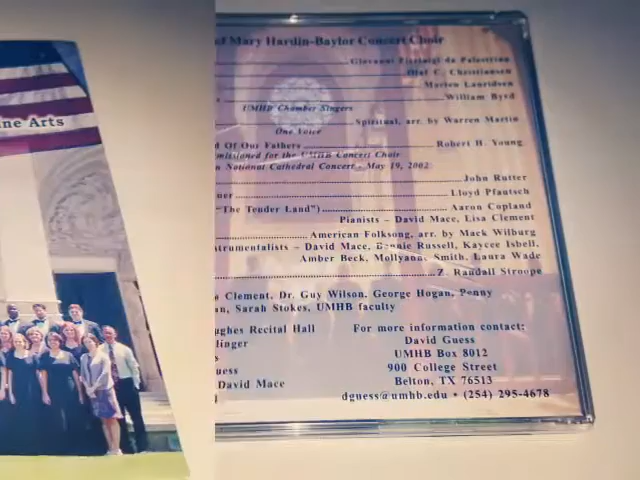 ine Arts
of Mary Hardin-Baylor Concert Choir
Giovanni Pierluigi da Palestrina
Olaf C. Christiansen
Morten Lauridsen
William Byrd
UMHB Chamber Singers
Spiritual, arr. by Warren Martin
One Voice
d Of Our Fathers Robert H. Young
missioned for the UMHB Concert Choir
n National Cathedral Concert - May 19, 2002
John Rutter
ner Lloyd Pfautsch
"The Tender Land") Aaron Copland
Pianists - David Mace, Lisa Clement
American Folksong, arr. by Mack Wilburg
strumentalists - David Mace, Bonnie Russell, Kaycee Isbell,
Amber Beck, Mollyanne Smith, Laura Wade
Z. Randall Stroope
Clement, Dr. Guy Wilson, George Hogan, Penny
n, Sarah Stokes, UMHB faculty
ughes Recital Hall
linger
s
uess
David Mace
For more information contact:
David Guess
UMHB Box 8012
900 College Street
Belton, TX 76513
dguess@umhb.edu • (254) 295-4678